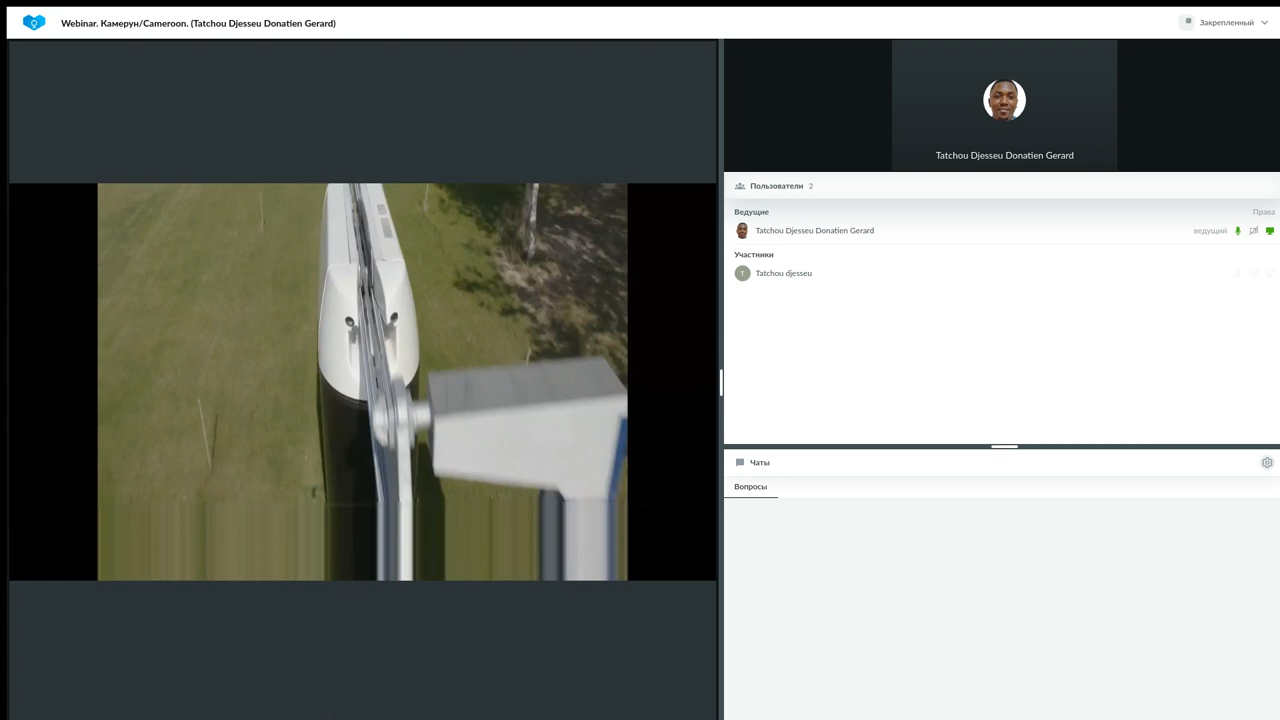 Webinar. Камерун/Cameroon. (Tatchou Djesseu Donatien Gerard)
Закрепленный
Tatchou Djesseu Donatien Gerard
Пользователи 2
Ведущие Права
Tatchou Djesseu Donatien Gerard ведущий
Участники
T Tatchou djesseu
Чаты
Вопросы